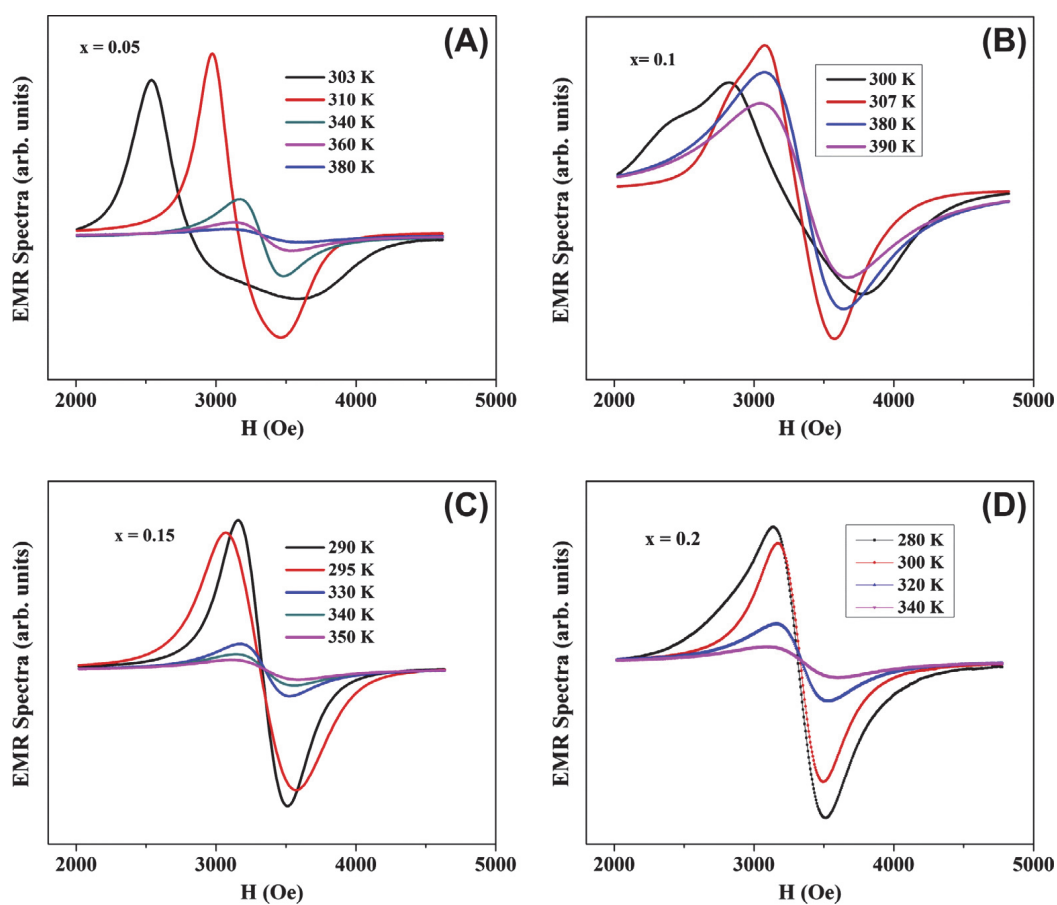 (A)
x = 0.05
303 K
310 K
340 K
360 K
380 K
EMR Spectra (arb. units)
2000 3000 4000 5000
H (Oe)
(B)
x= 0.1
300 K
307 K
380 K
390 K
EMR Spectra (arb. units)
2000 3000 4000 5000
H (Oe)
(C)
x = 0.15
290 K
295 K
330 K
340 K
350 K
EMR Spectra (arb. units)
2000 3000 4000 5000
H (Oe)
(D)
x = 0.2
280 K
300 K
320 K
340 K
EMR Spectra (arb. units)
2000 3000 4000 5000
H (Oe)